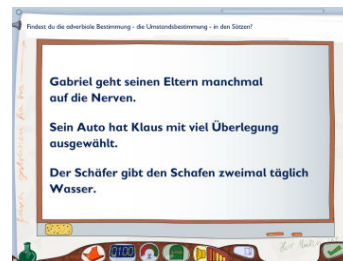 Findest du die adverbiale Bestimmung - die Umstandsbestimmung - in den Sätzen?
Gabriel geht seinen Eltern manchmal
auf die Nerven.
Sein Auto hat Klaus mit viel Überlegung
ausgewählt.
Der Schäfer gibt den Schafen zweimal täglich
Wasser.